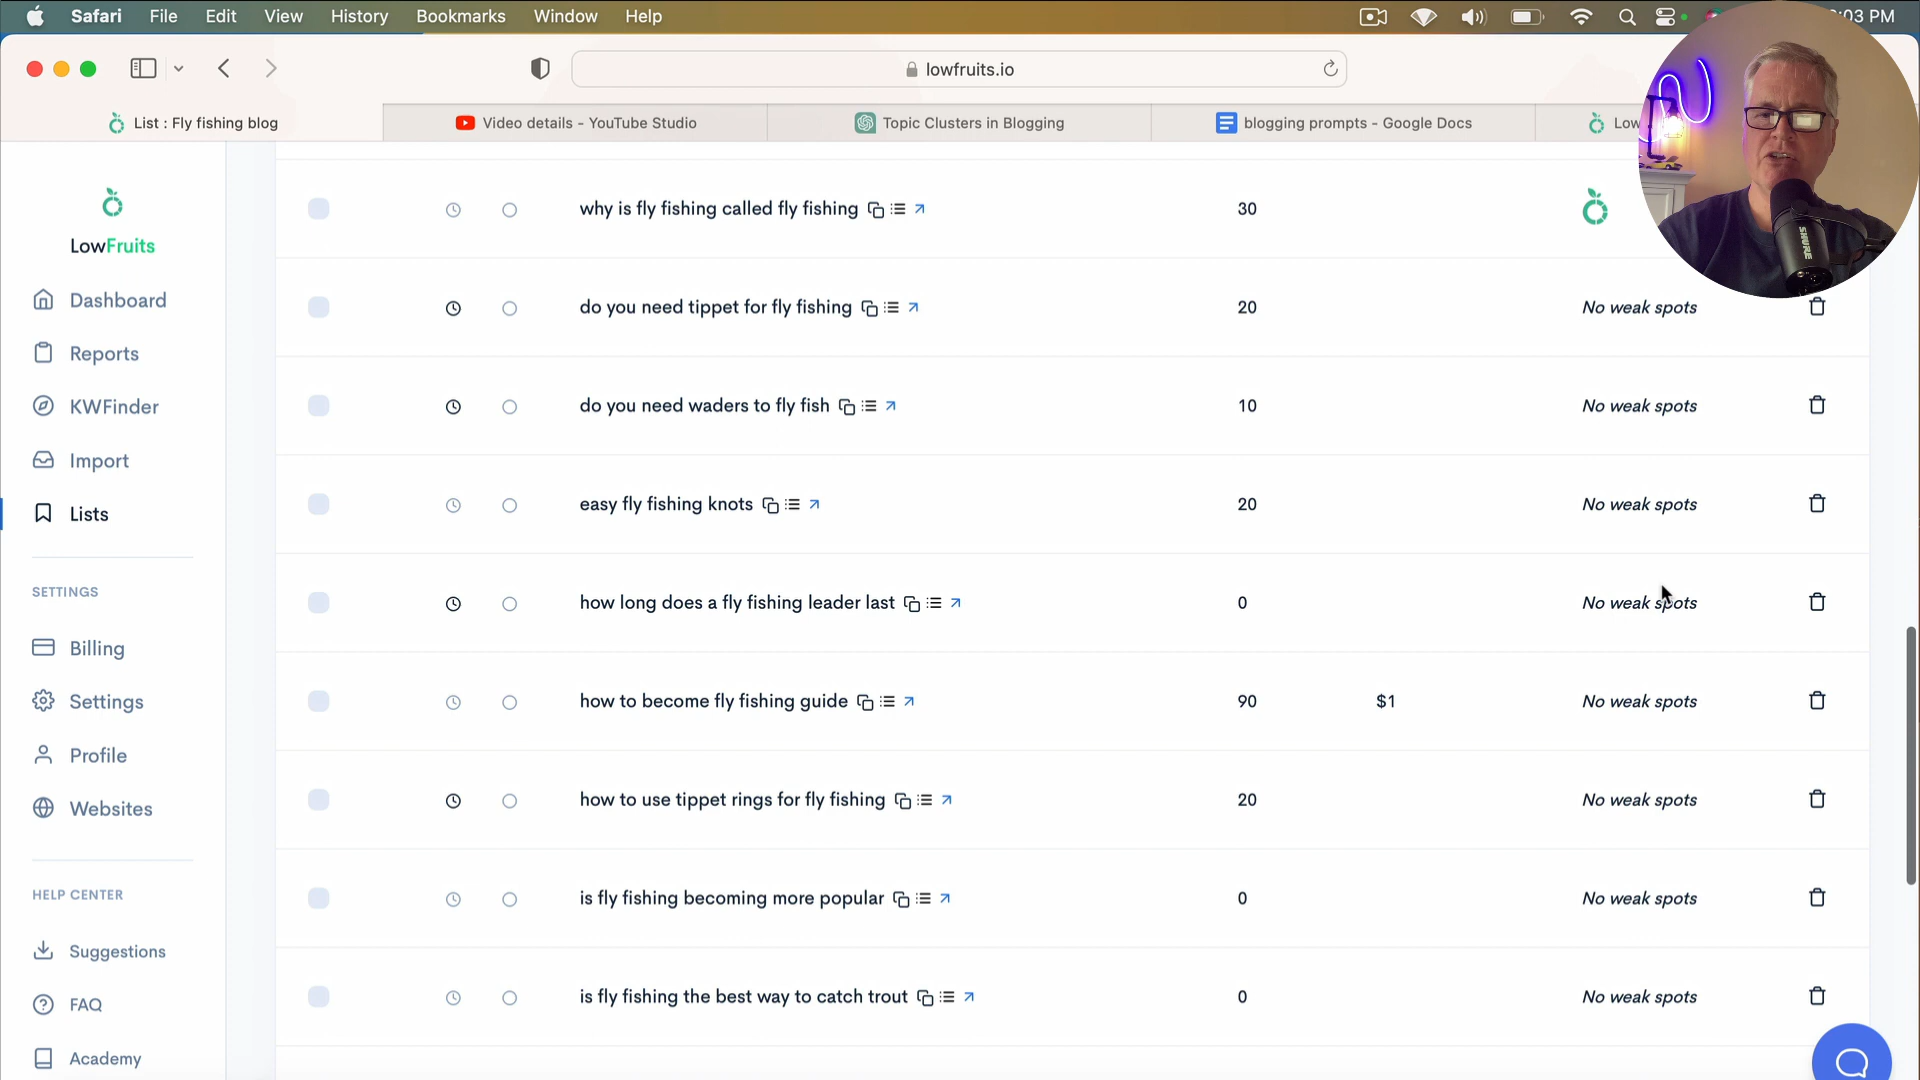 Safari File Edit View History Bookmarks Window Help
:03 PM
lowfruits.io
List : Fly fishing blog
Video details - YouTube Studio
Topic Clusters in Blogging
blogging prompts - Google Docs
Low
LowFruits
Dashboard
Reports
KWFinder
Import
Lists
SETTINGS
Billing
Settings
Profile
Websites
HELP CENTER
Suggestions
FAQ
Academy
why is fly fishing called fly fishing 30
do you need tippet for fly fishing 20 No weak spots
do you need waders to fly fish 10 No weak spots
easy fly fishing knots 20 No weak spots
how long does a fly fishing leader last 0 No weak spots
how to become fly fishing guide 90 $1 No weak spots
how to use tippet rings for fly fishing 20 No weak spots
is fly fishing becoming more popular 0 No weak spots
is fly fishing the best way to catch trout 0 No weak spots
SHURE